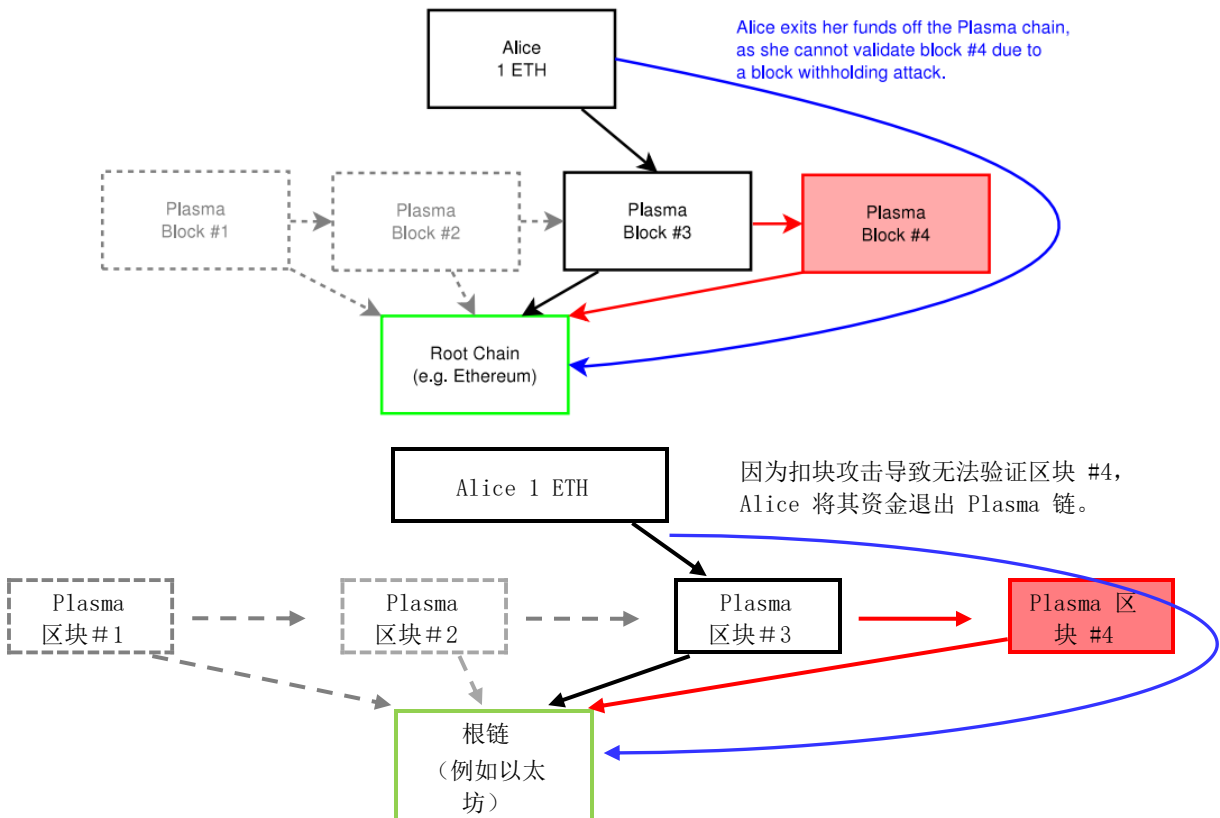 Alice
1 ETH
Alice exits her funds off the Plasma chain,
as she cannot validate block #4 due to
a block withholding attack.
Plasma
Block #1
Plasma
Block #2
Plasma
Block #3
Plasma
Block #4
Root Chain
(e.g. Ethereum)
Alice 1 ETH
因为扣块攻击导致无法验证区块 #4，
Alice 将其资金退出 Plasma 链。
Plasma
区块＃1
Plasma
区块＃2
Plasma
区块＃3
Plasma 区
块 #4
根链
（例如以太
坊）